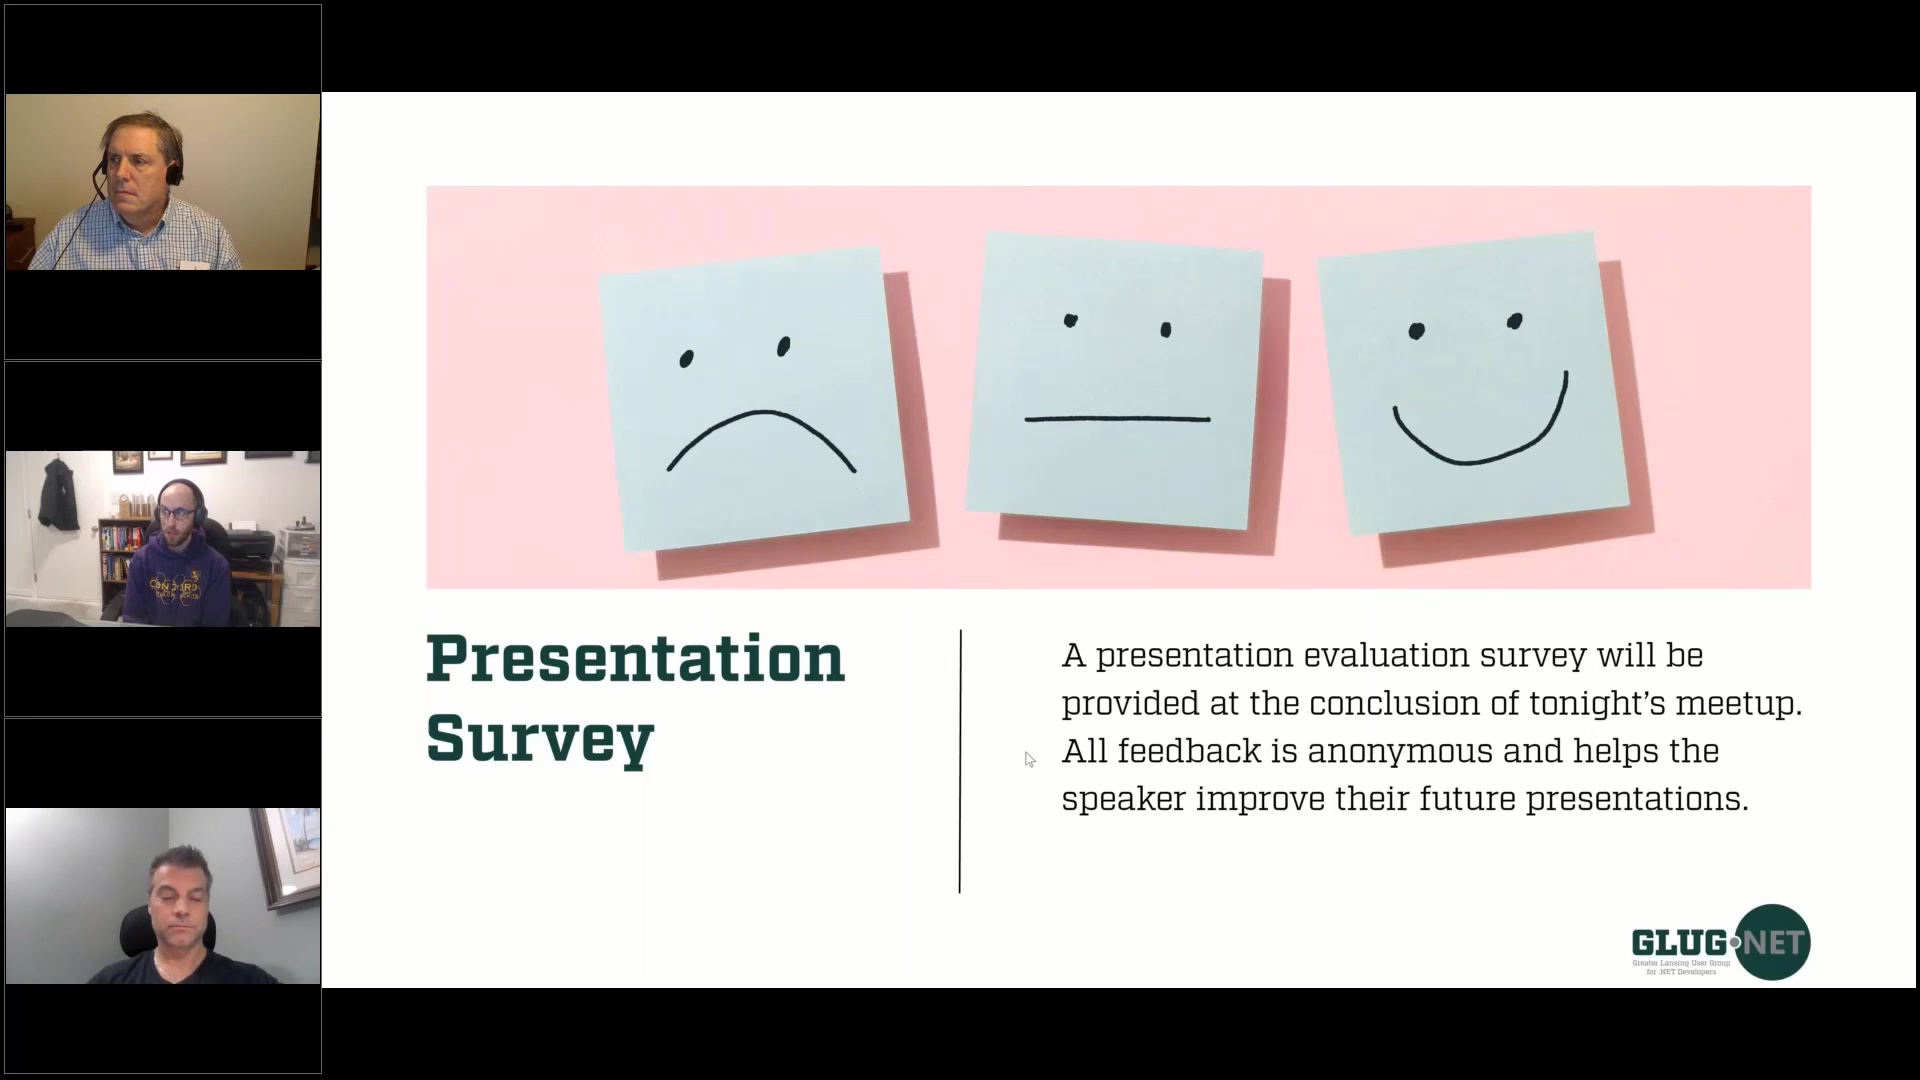 Presentation
Survey
A presentation evaluation survey will be
provided at the conclusion of tonight's meetup.
All feedback is anonymous and helps the
speaker improve their future presentations.
GLUG•NET
Greater Lansing User Group
for .NET Developers